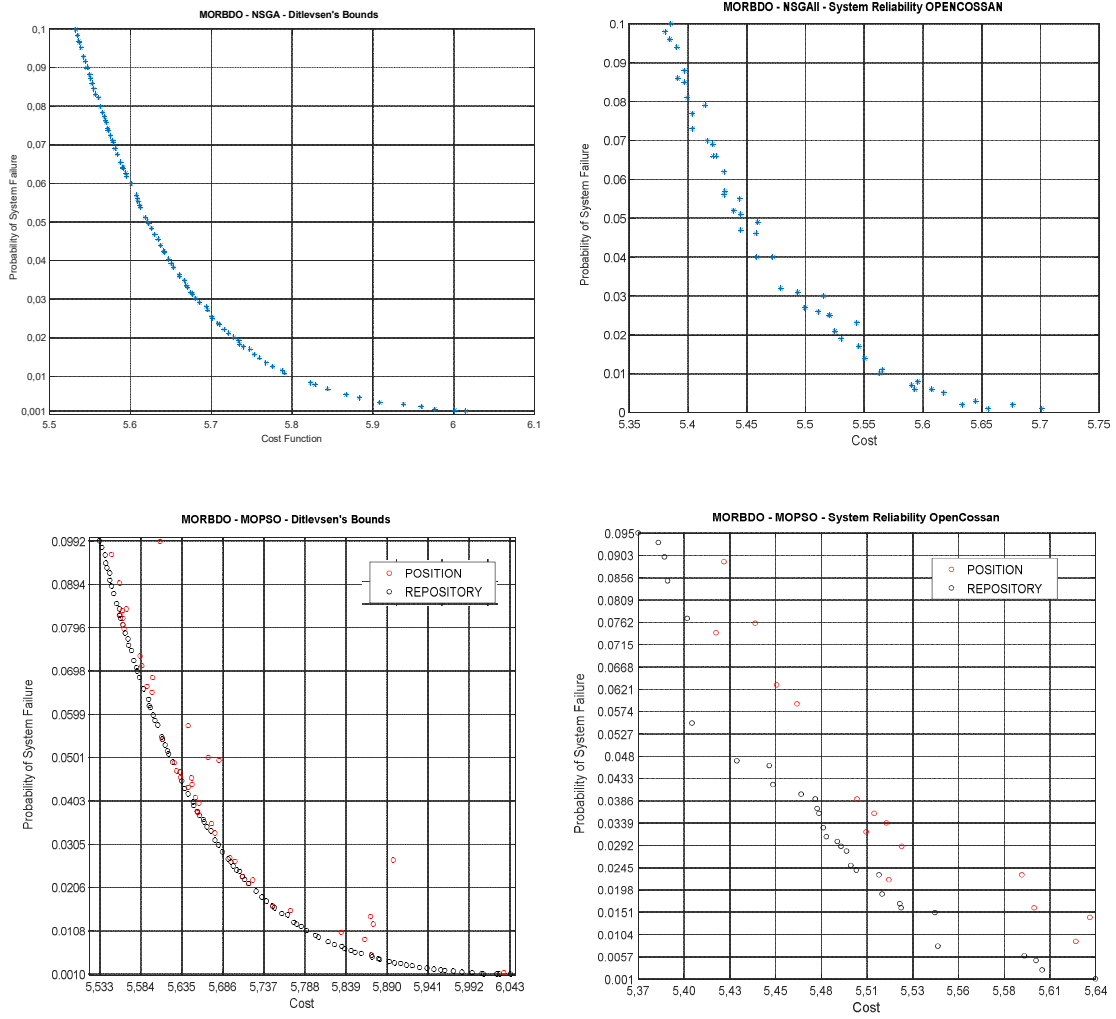 MORBDO - NSGA - Ditlevsen's Bounds
0,1
0,09
0,08
0,07
0,06
0,05
0,04
0,03
0,02
0,01
0,001
Probability of System Failure
5.5 5.6 5.7 5.8 5.9 6 6.1
Cost Function
MORBDO - NSGAII - System Reliability OPENCOSSAN
0.1
0.09
0.08
0.07
0.06
0.05
0.04
0.03
0.02
0.01
0
Probability of System Failure
5.35 5.4 5.45 5.5 5.55 5.6 5.65 5.7 5.75
Cost
MORBDO - MOPSO - Ditlevsen's Bounds
0.0992
0.0894
0.0796
0.0698
0.0599
0.0501
0.0403
0.0305
0.0206
0.0108
0.0010
Probability of System Failure
POSITION
REPOSITORY
5,533 5,584 5,635 5,686 5,737 5,788 5,839 5,890 5,941 5,992 6,043
Cost
MORBDO - MOPSO - System Reliability OpenCossan
0.095
0.0903
0.0856
0.0809
0.0762
0.0715
0.0668
0.0621
0.0574
0.0527
0.048
0.0433
0.0386
0.0339
0.0292
0.0245
0.0198
0.0151
0.0104
0.0057
0.001
Probability of System Failure
POSITION
REPOSITORY
5,37 5,40 5,43 5,45 5,48 5,51 5,53 5,56 5,61 5,64
Cost